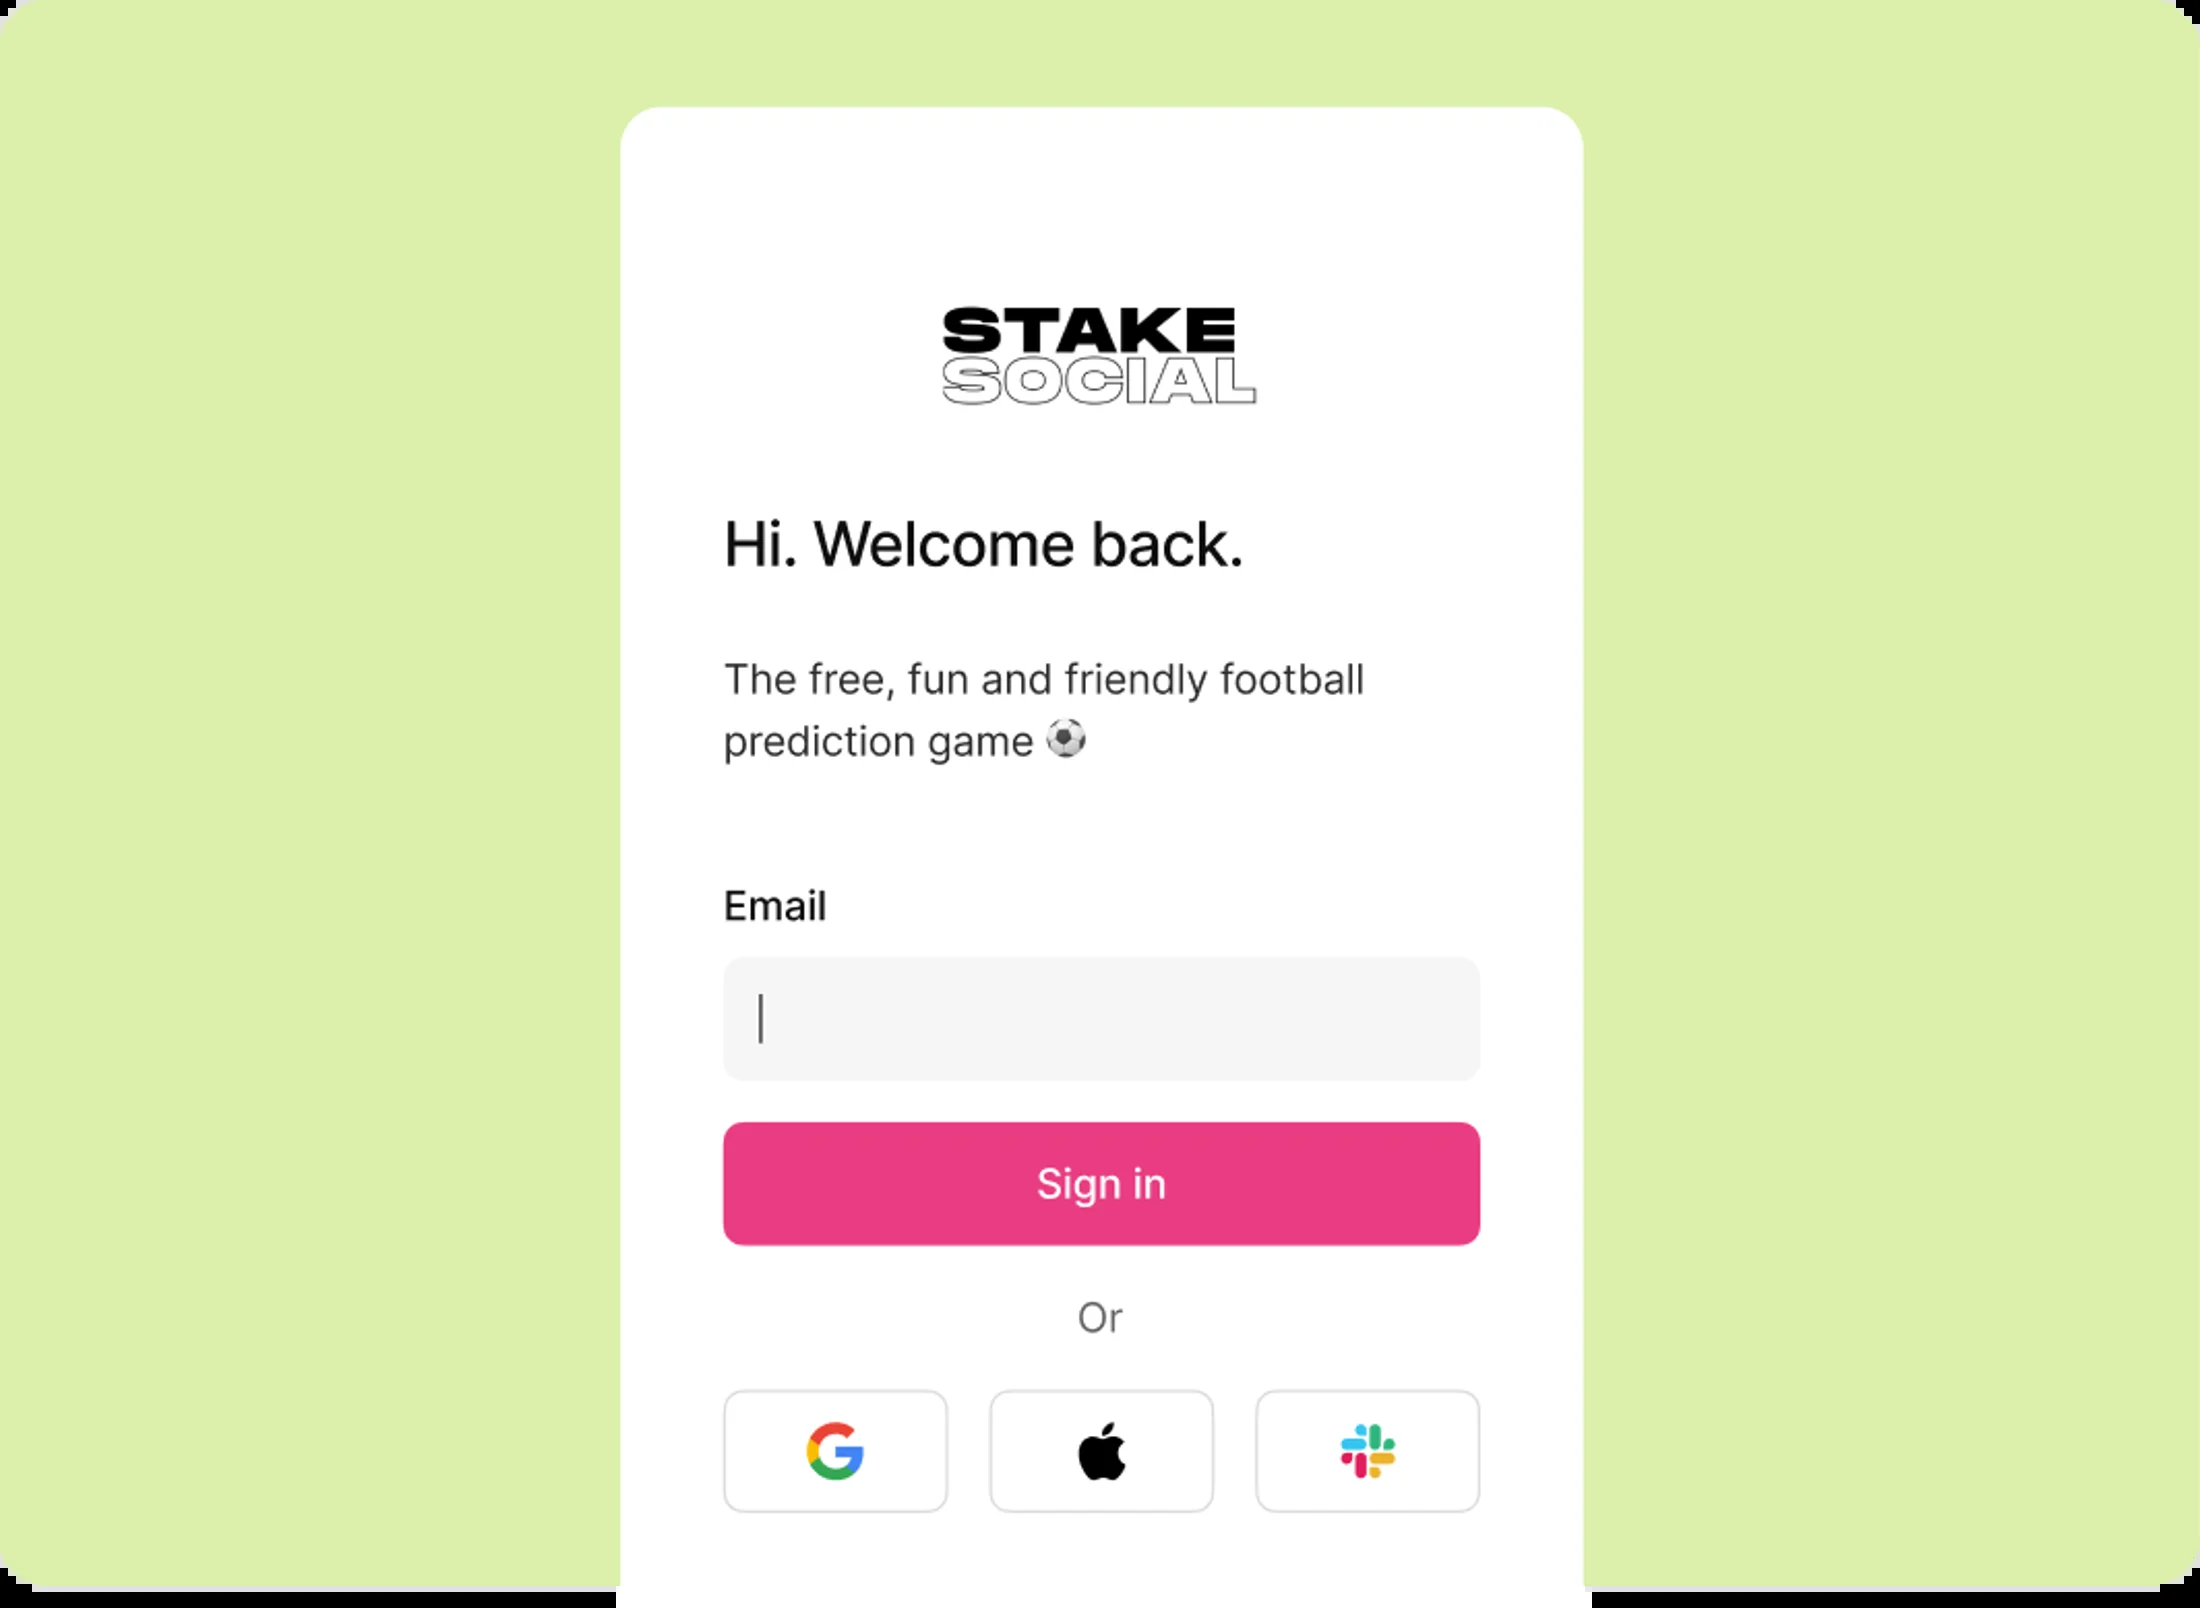 STAKE
SOCIAL
Hi. Welcome back.
The free, fun and friendly football
prediction game ⚽
Email
Sign in
Or